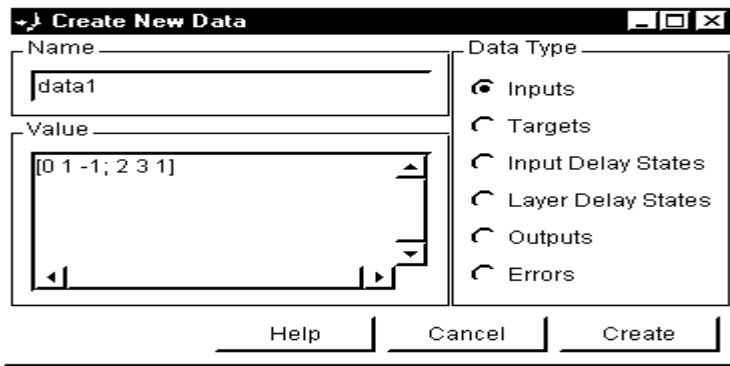 Create New Data
Name
data1
Value
[0 1 -1; 2 3 1]
Data Type
Inputs
Targets
Input Delay States
Layer Delay States
Outputs
Errors
Help
Cancel
Create